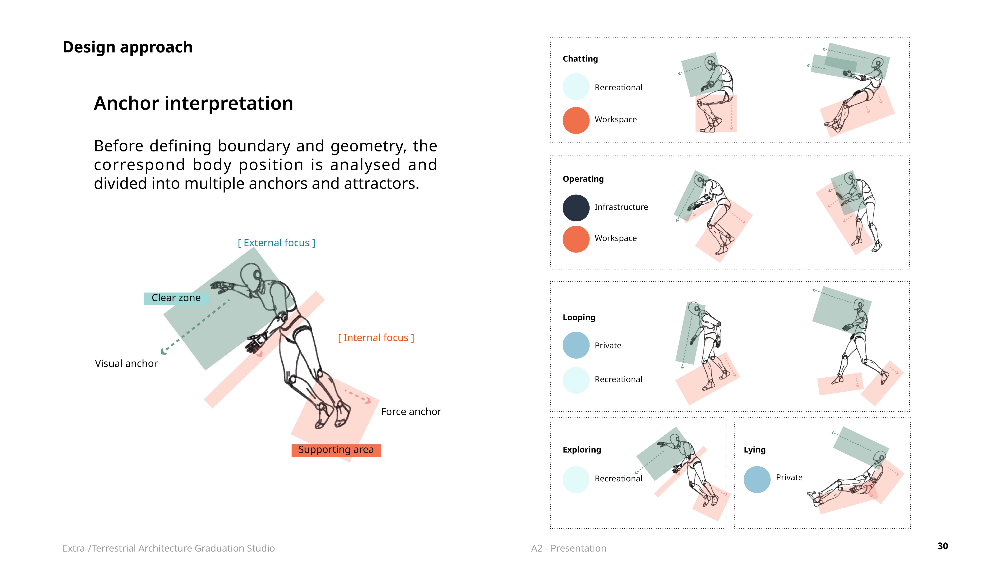 Design approach
Anchor interpretation
Before defining boundary and geometry, the
correspond body position is analysed and
divided into multiple anchors and attractors.
[ External focus ]
Clear zone
[ Internal focus ]
Visual anchor
Force anchor
Supporting area
Chatting
Recreational
Workspace
Operating
Infrastructure
Workspace
Looping
Private
Recreational
Exploring
Recreational
Lying
Private
Extra-/Terrestrial Architecture Graduation Studio
A2 - Presentation
30